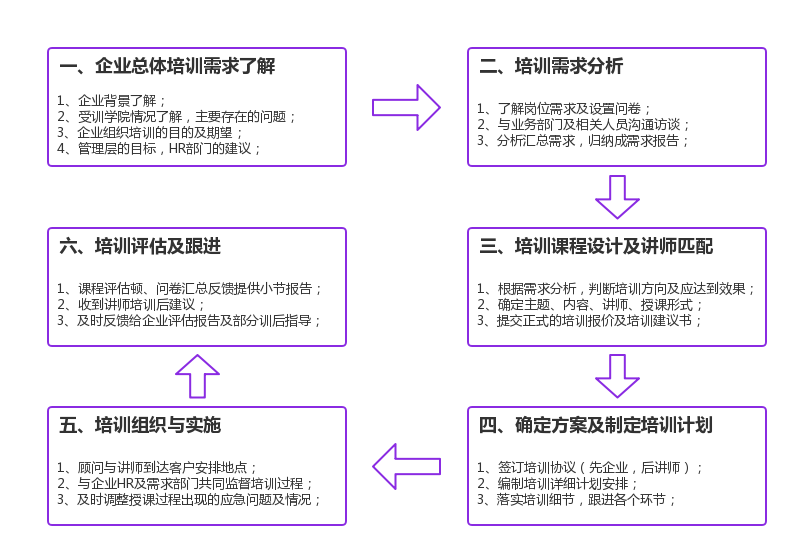 一、企业总体培训需求了解
1、企业背景了解；
2、受训学院情况了解，主要存在的问题；
3、企业组织培训的目的及期望；
4、管理层的目标，HR部门的建议；
二、培训需求分析
1、了解岗位需求及设置问卷；
2、与业务部门及相关人员沟通访谈；
3、分析汇总需求，归纳成需求报告；
三、培训课程设计及讲师匹配
1、根据需求分析，判断培训方向及应达到效果；
2、确定主题、内容、讲师、授课形式；
3、提交正式的培训报价及培训建议书；
四、确定方案及制定培训计划
1、签订培训协议（先企业，后讲师）；
2、编制培训详细计划安排；
3、落实培训细节，跟进各个环节；
五、培训组织与实施
1、顾问与讲师到达客户安排地点；
2、与企业HR及需求部门共同监督培训过程；
3、及时调整授课过程出现的应急问题及情况；
六、培训评估及跟进
1、课程评估顿、问卷汇总反馈提供小节报告；
2、收到讲师培训后建议；
3、及时反馈给企业评估报告及部分训后指导；